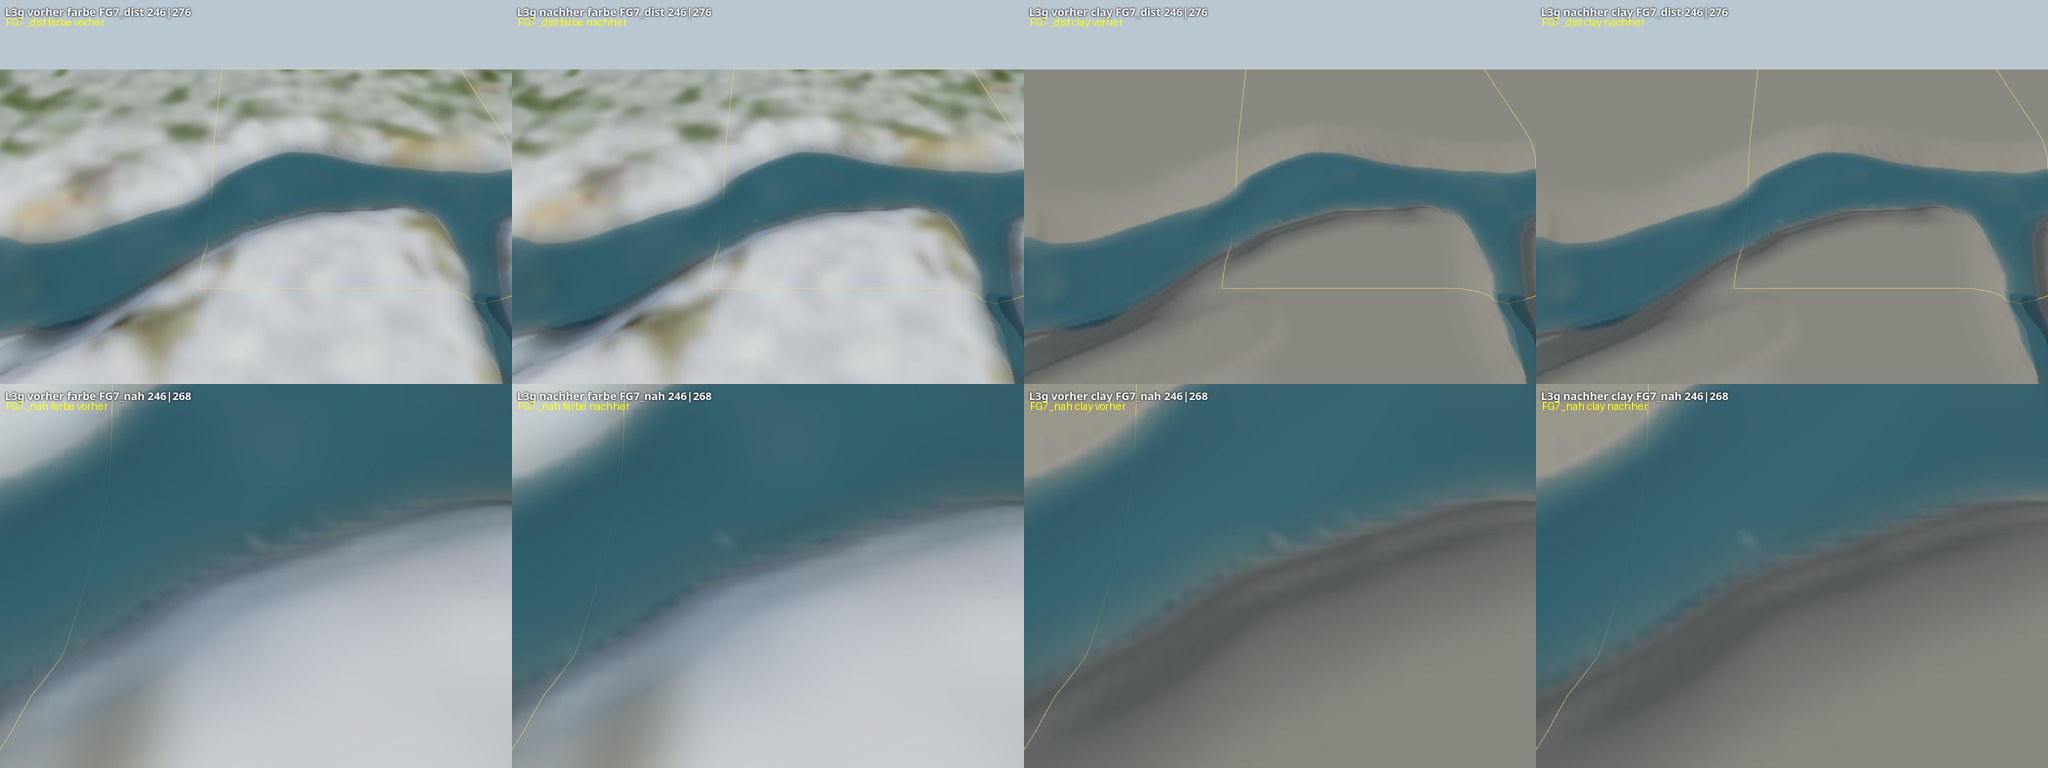 L3g vorher farbe FG7_dist 246|276
FG7_dist farbe vorher
L3g nachher farbe FG7_dist 246|276
FG7_dist farbe nachher
L3g vorher clay FG7_dist 246|276
FG7_dist clay vorher
L3g nachher clay FG7_dist 246|276
FG7_dist clay nachher
L3g vorher farbe FG7_nah 246|268
FG7_nah farbe vorher
L3g nachher farbe FG7_nah 246|268
FG7_nah farbe nachher
L3g vorher clay FG7_nah 246|268
FG7_nah clay vorher
L3g nachher clay FG7_nah 246|268
FG7_nah clay nachher